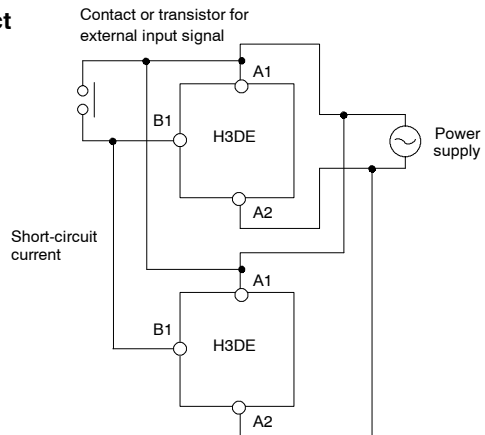 ct
Contact or transistor for
external input signal
A1
B1
H3DE
Power
supply
A2
Short-circuit
current
A1
B1
H3DE
A2